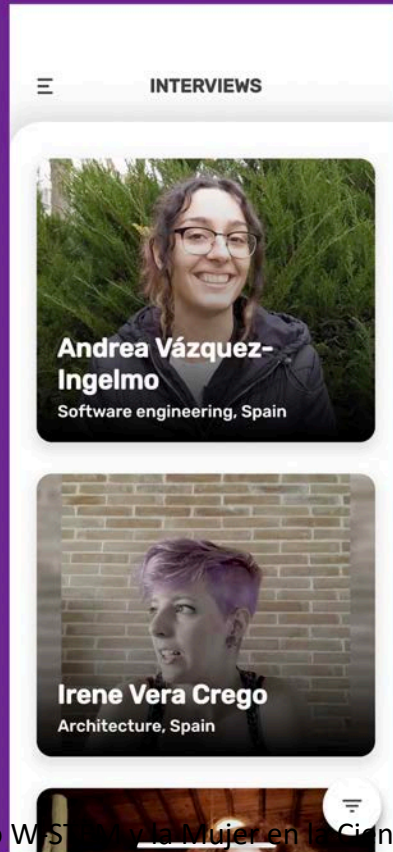 INTERVIEWS
Andrea Vázquez-
Ingelmo
Software engineering, Spain
Irene Vera Crego
Architecture, Spain
la Mujer en la